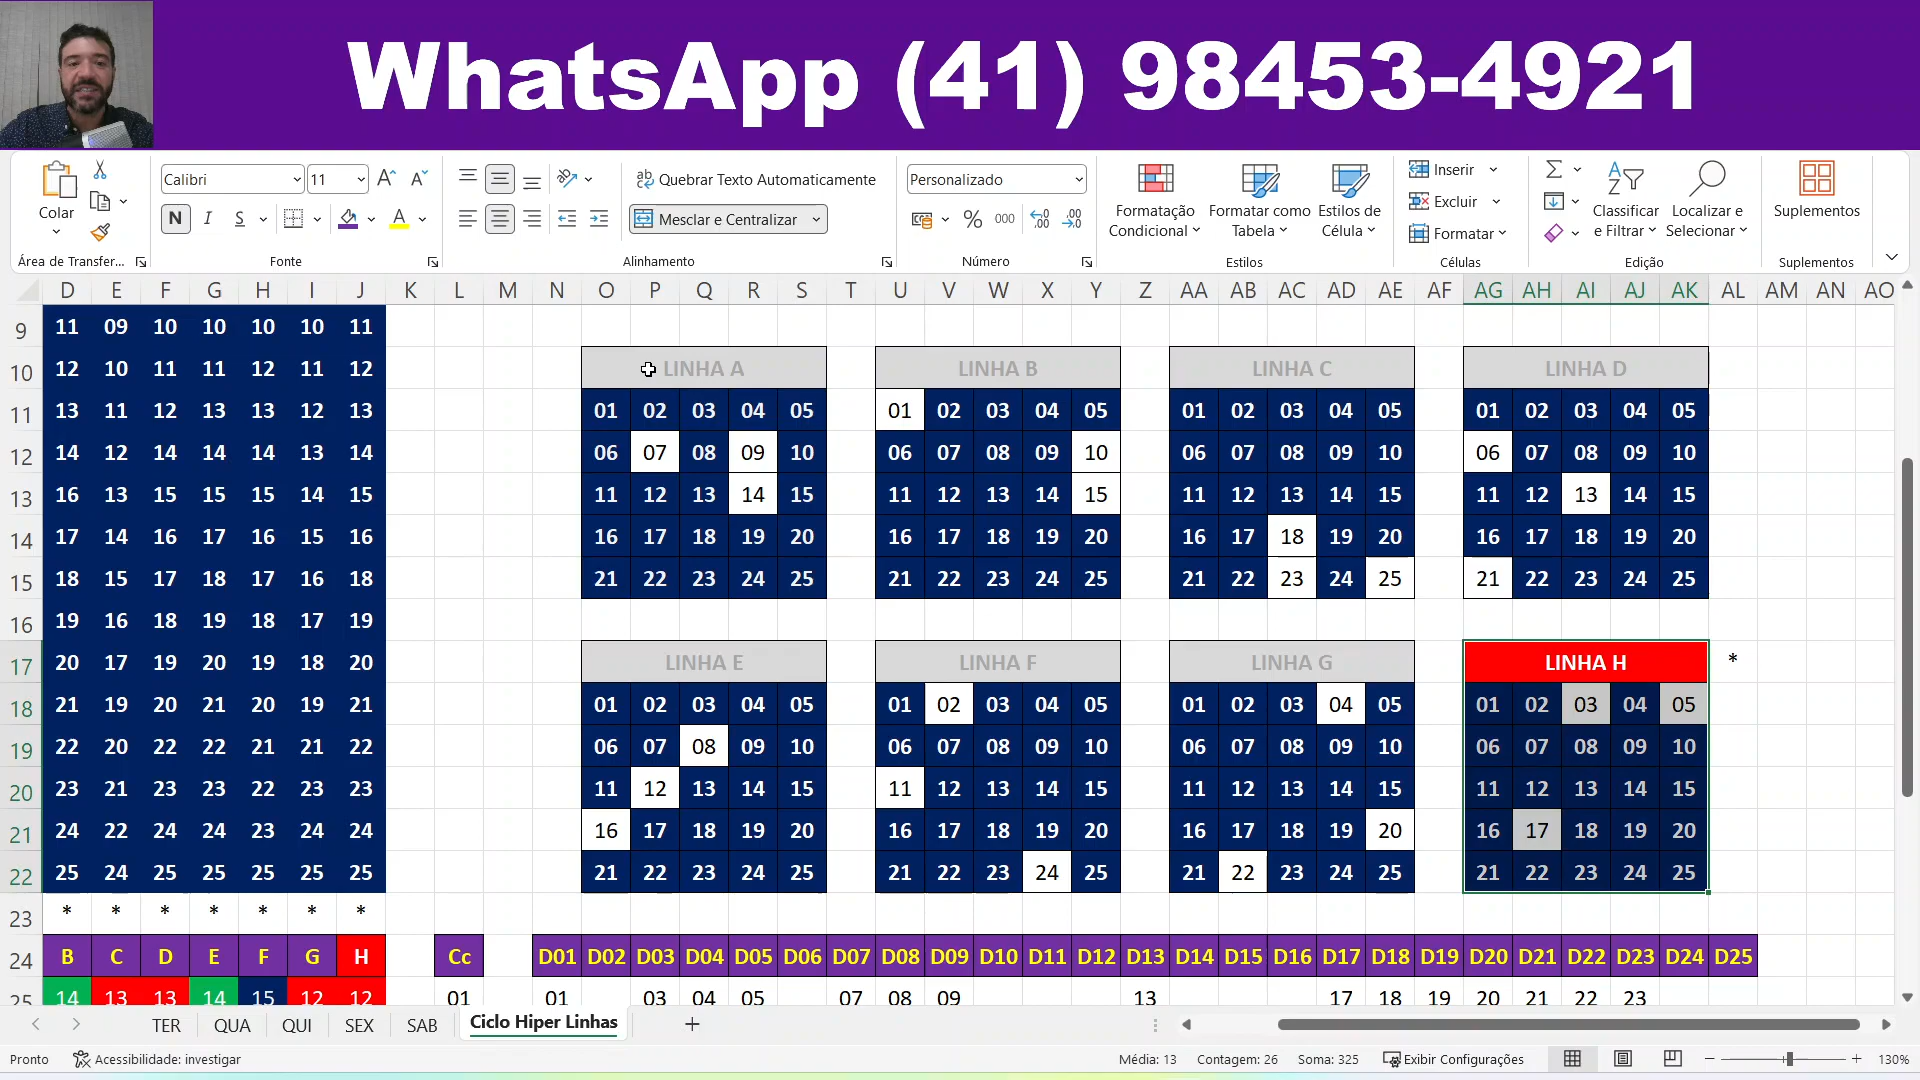 WhatsApp (41) 98453-4921
Colar
Área de Transfer...
Calibri 11
N I S
Fonte
ab Quebrar Texto Automaticamente
Mesclar e Centralizar
Alinhamento
Personalizado
% 000
Número
Formatação Condicional
Formatar como Tabela
Estilos de Célula
Estilos
Inserir
Excluir
Formatar
Células
Classificar e Filtrar
Localizar e Selecionar
Edição
Suplementos
Suplementos
D E F G H I J K L M N O P Q R S T U V W X Y Z AA AB AC AD AE AF AG AH AI AJ AK AL AM AN AO
9 11 09 10 10 10 10 11
10 12 10 11 11 12 11 12 LINHA A LINHA B LINHA C LINHA D
11 13 11 12 13 13 12 13 01 02 03 04 05 01 02 03 04 05 01 02 03 04 05 01 02 03 04 05
12 14 12 14 14 14 13 14 06 07 08 09 10 06 07 08 09 10 06 07 08 09 10 06 07 08 09 10
13 16 13 15 15 15 14 15 11 12 13 14 15 11 12 13 14 15 11 12 13 14 15 11 12 13 14 15
14 17 14 16 17 16 15 16 16 17 18 19 20 16 17 18 19 20 16 17 18 19 20 16 17 18 19 20
15 18 15 17 18 17 16 18 21 22 23 24 25 21 22 23 24 25 21 22 23 24 25 21 22 23 24 25
16 19 16 18 19 18 17 19
17 20 17 19 20 19 18 20 LINHA E LINHA F LINHA G LINHA H *
18 21 19 20 21 20 19 21 01 02 03 04 05 01 02 03 04 05 01 02 03 04 05 01 02 03 04 05
19 22 20 22 22 21 21 22 06 07 08 09 10 06 07 08 09 10 06 07 08 09 10 06 07 08 09 10
20 23 21 23 23 22 23 23 11 12 13 14 15 11 12 13 14 15 11 12 13 14 15 11 12 13 14 15
21 24 22 24 24 23 24 24 16 17 18 19 20 16 17 18 19 20 16 17 18 19 20 16 17 18 19 20
22 25 24 25 25 25 25 25 21 22 23 24 25 21 22 23 24 25 21 22 23 24 25 21 22 23 24 25
23 * * * * * * *
24 B C D E F G H Cc D01 D02 D03 D04 D05 D06 D07 D08 D09 D10 D11 D12 D13 D14 D15 D16 D17 D18 D19 D20 D21 D22 D23 D24 D25
25 14 13 13 14 15 12 12 01 01 03 04 05 07 08 09 13 17 18 19 20 21 22 23
TER QUA QUI SEX SAB Ciclo Hiper Linhas
Pronto Acessibilidade: investigar Média: 13 Contagem: 26 Soma: 325 Exibir Configurações 130%